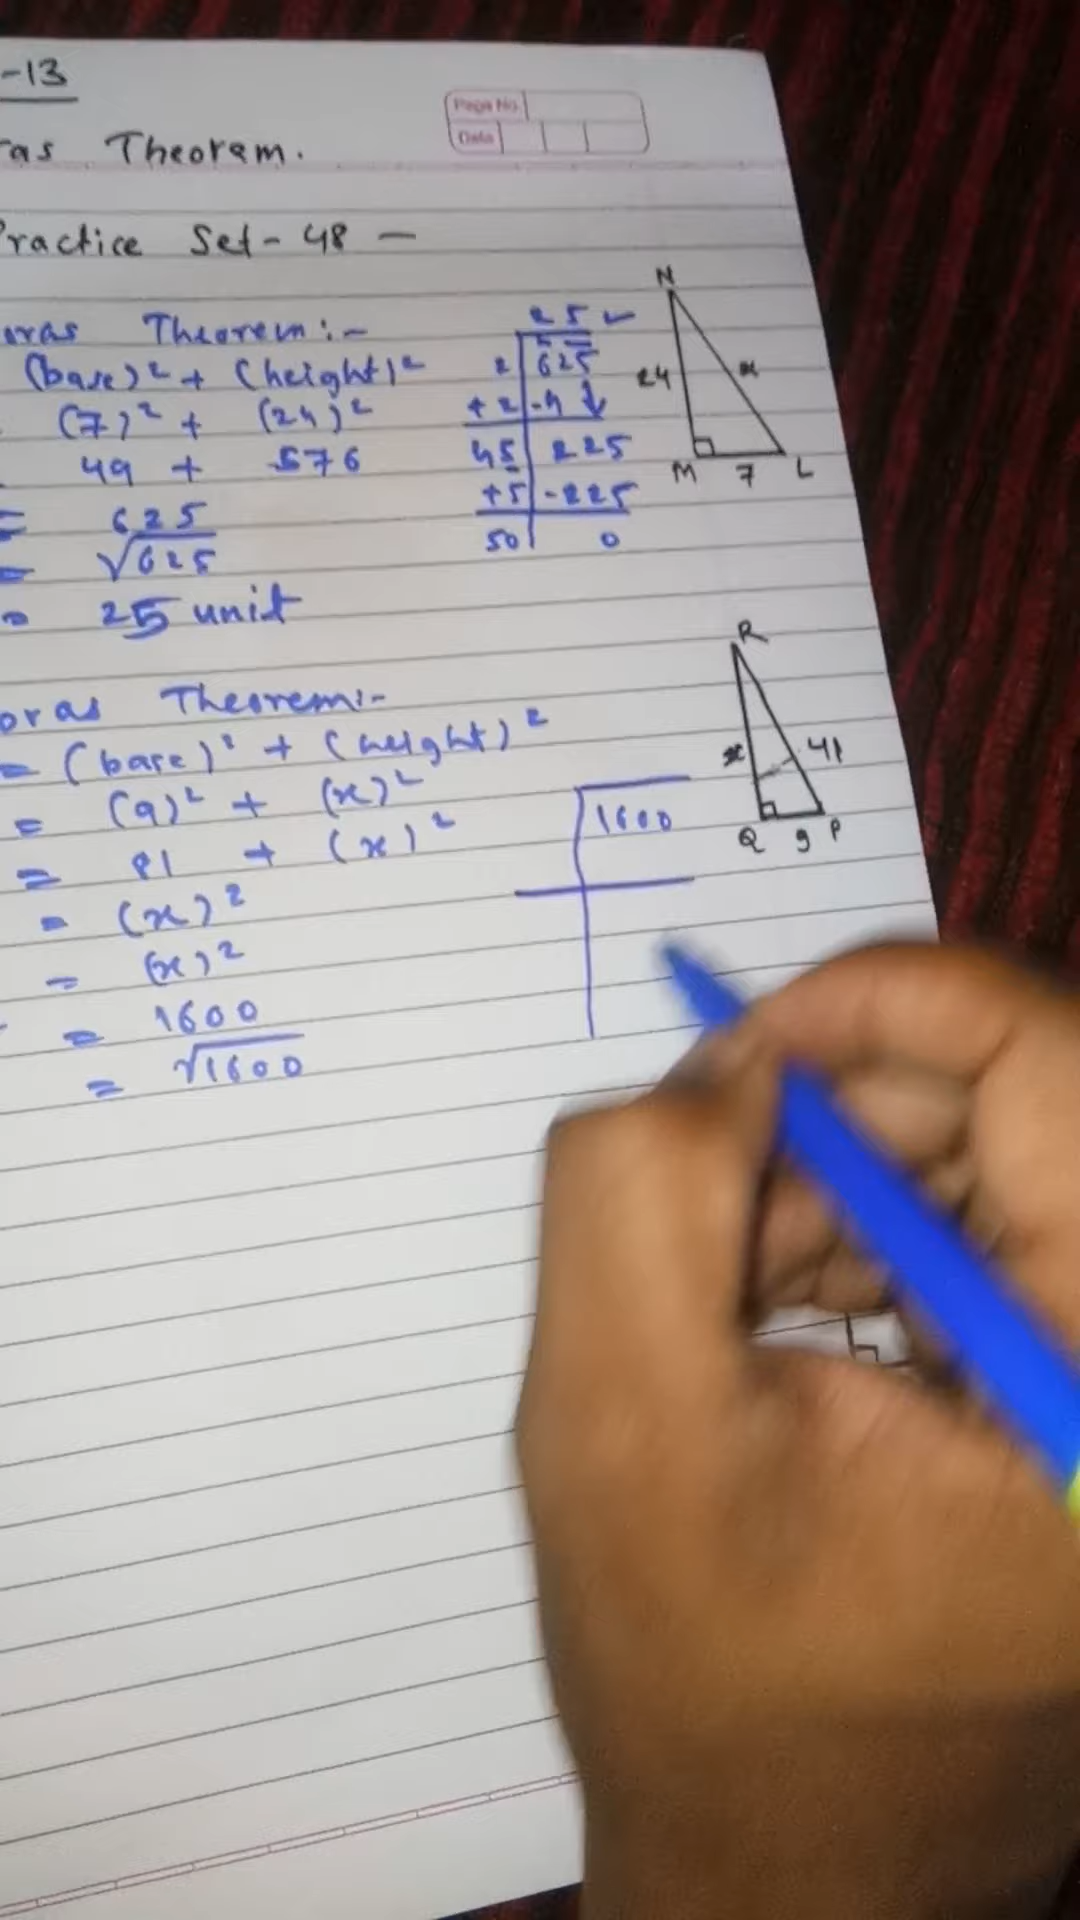 -13
Page No.
Date
ras Theorem.
Practice Set - 48 —
oras Theorem :-
(base)² + (height)²
(7)² + (24)²
49 + 576
= 625
= √625
= 25 unit
25 ✓
2 625
+2 -4 ↓
45 225
+5 -225
50 0
N
24 x
M 7 L
oras Theorem :-
= (base)² + (height)²
= (9)² + (x)²
= 81 + (x)²
= (x)²
= (x)²
= 1600
= √1600
1600
R
x 41
Q 9 P